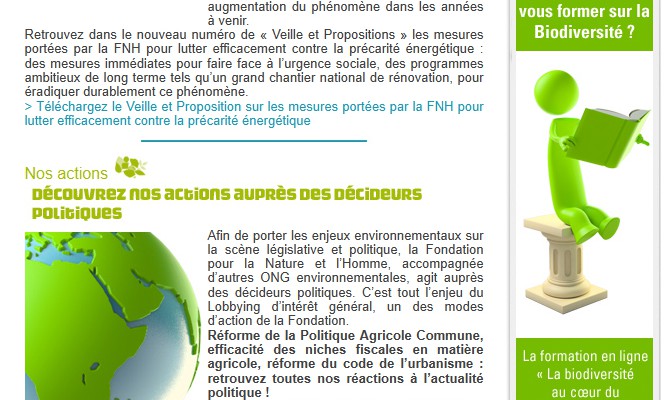 augmentation du phénomène dans les années
à venir.
Retrouvez dans le nouveau numéro de « Veille et Propositions » les mesures
portées par la FNH pour lutter efficacement contre la précarité énergétique :
des mesures immédiates pour faire face à l'urgence sociale, des programmes
ambitieux de long terme tels qu'un grand chantier national de rénovation, pour
éradiquer durablement ce phénomène.
> Téléchargez le Veille et Proposition sur les mesures portées par la FNH pour
lutter efficacement contre la précarité énergétique
Nos actions
Découvrez nos actions auprès des décideurs
politiques
Afin de porter les enjeux environnementaux sur
la scène législative et politique, la Fondation
pour la Nature et l'Homme, accompagnée
d'autres ONG environnementales, agit auprès
des décideurs politiques. C'est tout l'enjeu du
Lobbying d'intérêt général, un des modes
d'action de la Fondation.
Réforme de la Politique Agricole Commune,
efficacité des niches fiscales en matière
agricole, réforme du code de l'urbanisme :
retrouvez toutes nos réactions à l'actualité
politique !
vous former sur la
Biodiversité ?
La formation en ligne
« La biodiversité
au cœur du